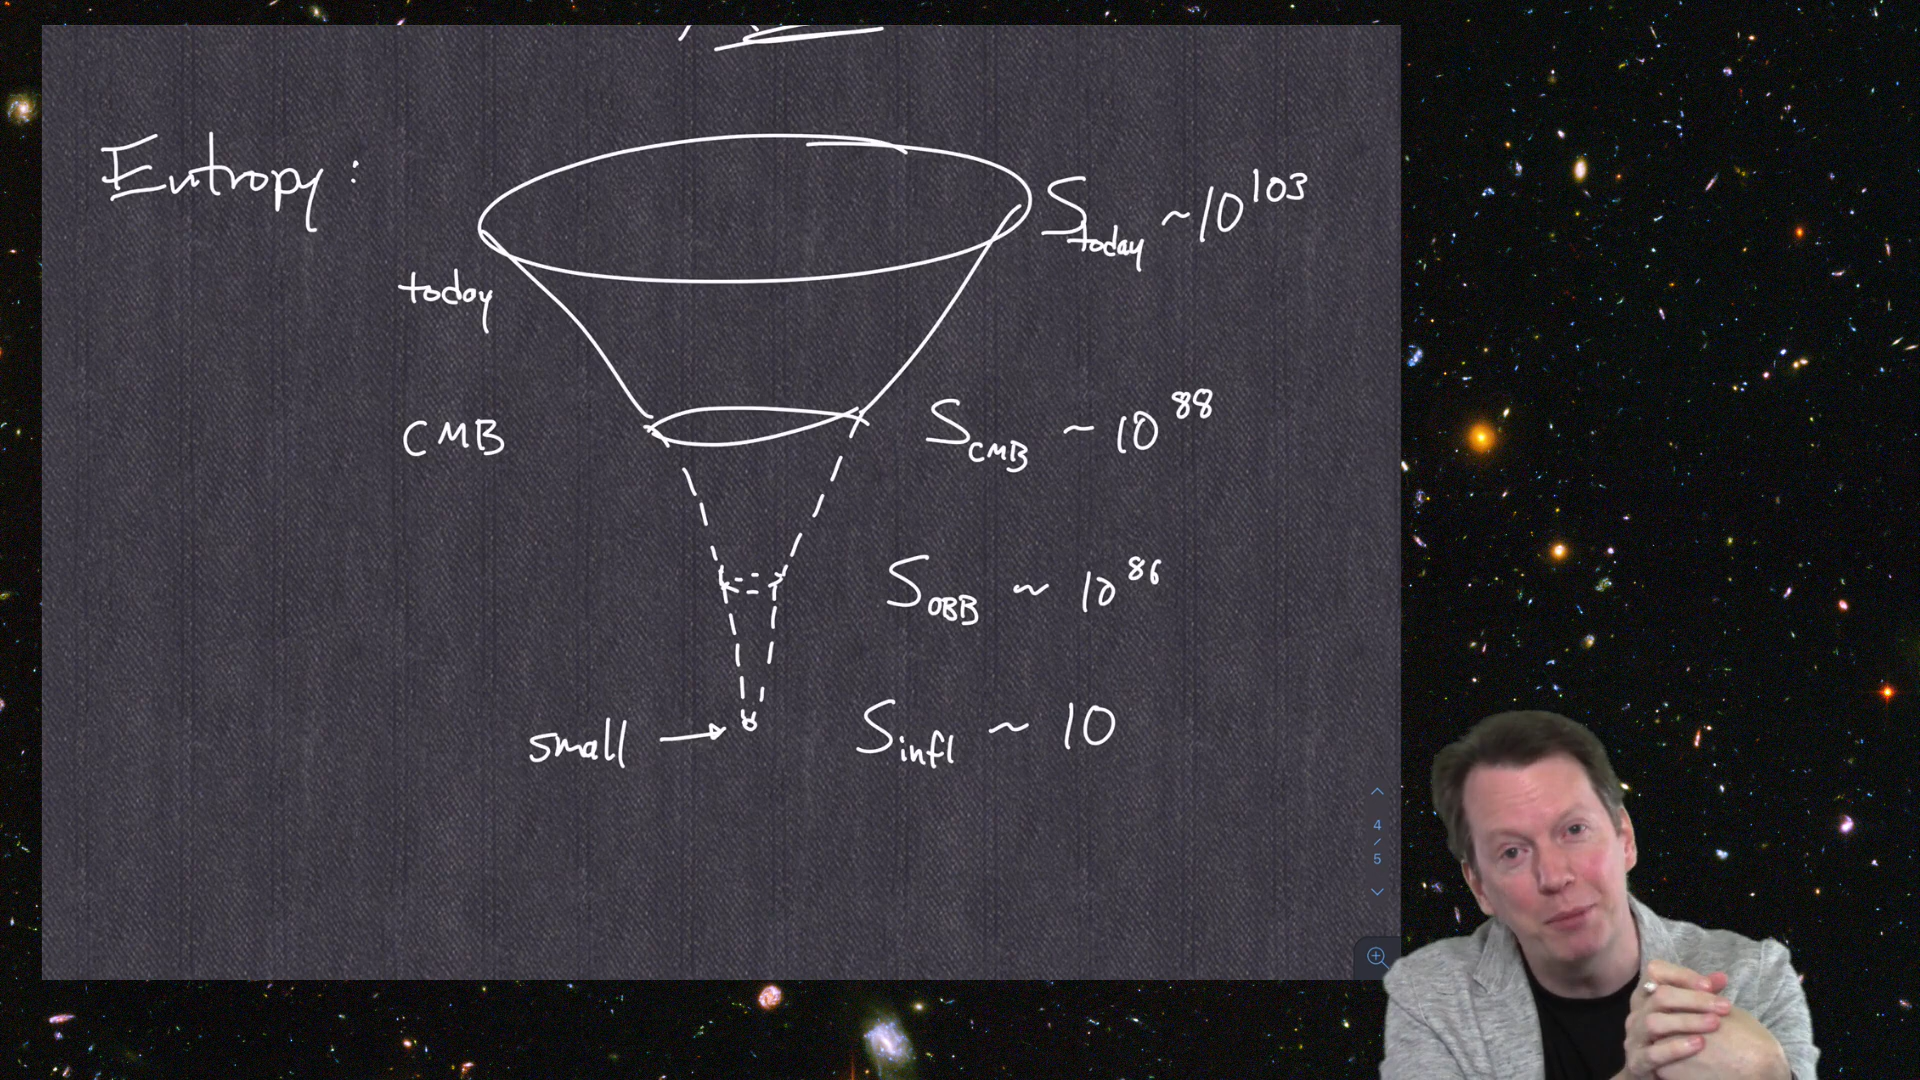 Entropy:
S_today ~ 10^103
today
CMB
S_CMB ~ 10^88
S_OBB ~ 10^86
small → S_infl ~ 10
4
/
5